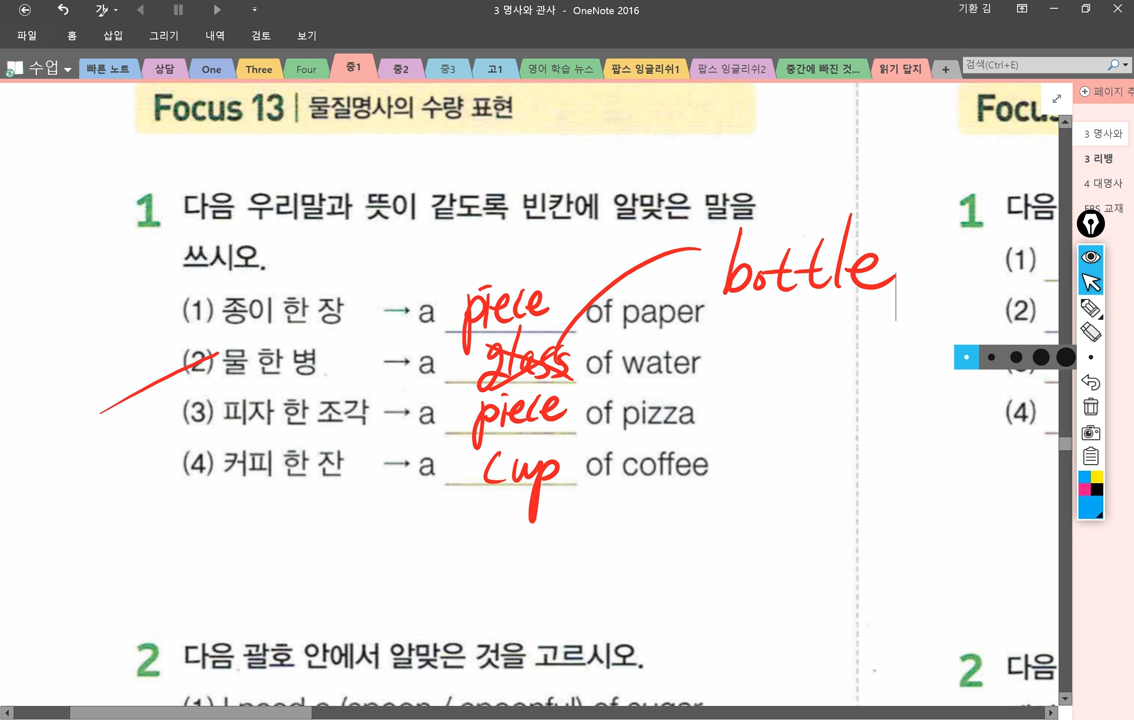 3 명사와 관사 - OneNote 2016
기환 김
파일 홈 삽입 그리기 내역 검토 보기
수업 빠른 노트 상담 One Three Four 중1 중2 중3 고1 영어 학습 뉴스 팝스 잉글리쉬1 팝스 잉글리쉬2 중간에 빠진 것... 읽기 답지 + 검색(Ctrl+E)
페이지 추
3 명사와
3 리뱅
4 대명사
EBS 교재
Focus 13 | 물질명사의 수량 표현
1 다음 우리말과 뜻이 같도록 빈칸에 알맞은 말을
쓰시오.
bottle
(1) 종이 한 장 → a piece of paper
(2) 물 한 병 → a glass of water
(3) 피자 한 조각 → a piece of pizza
(4) 커피 한 잔 → a cup of coffee
2 다음 괄호 안에서 알맞은 것을 고르시오.
(1) I need a (spoon / spoonful) of sugar
Focus
1 다음
(1)
(2)
(4)
2 다음